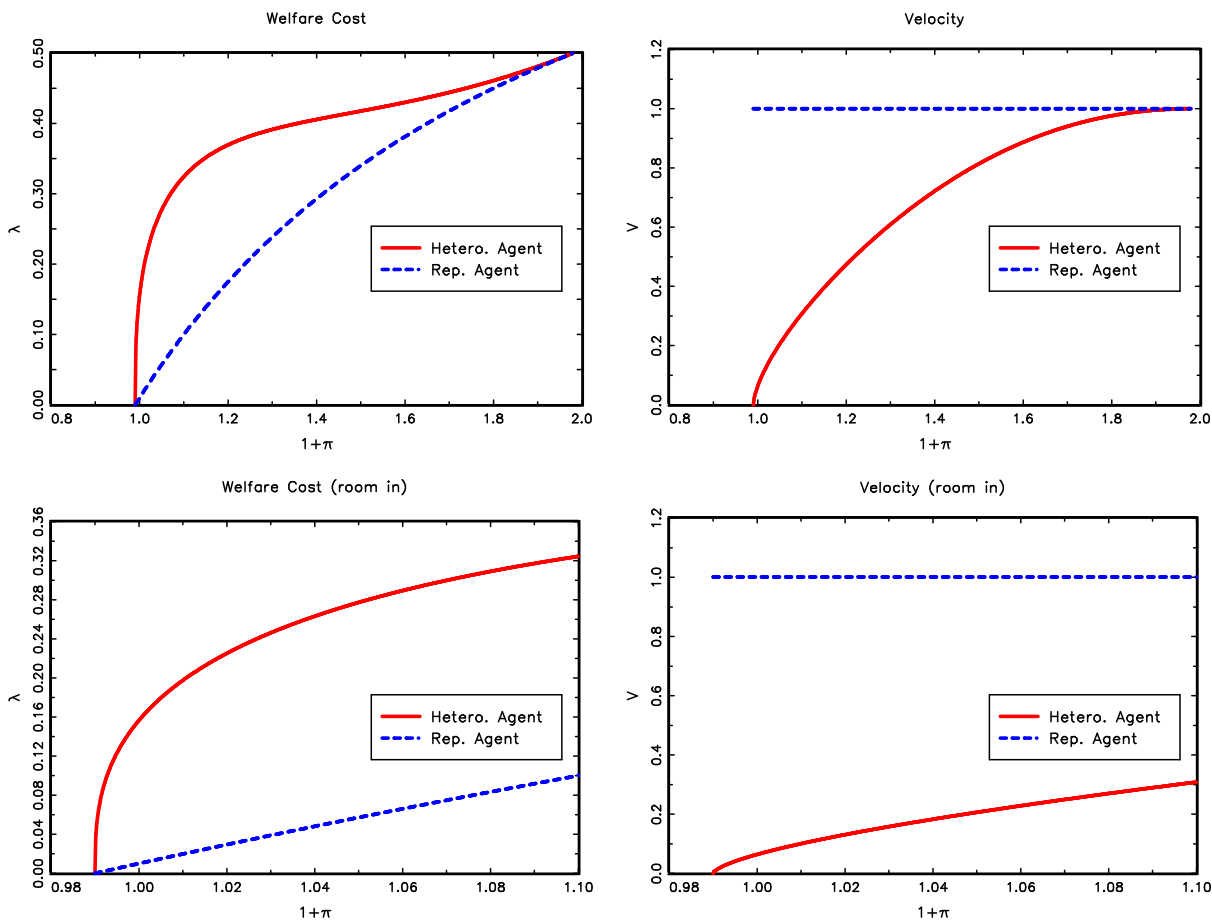 Welfare Cost
0.50
0.40
0.30
0.20
0.10
0.00
λ
Hetero. Agent
Rep. Agent
0.8 1.0 1.2 1.4 1.6 1.8 2.0
1+π
Velocity
1.2
1.0
0.8
0.6
0.4
0.2
0.0
V
Hetero. Agent
Rep. Agent
0.8 1.0 1.2 1.4 1.6 1.8 2.0
1+π
Welfare Cost (room in)
0.36
0.32
0.28
0.24
0.20
0.16
0.12
0.08
0.04
0.00
λ
Hetero. Agent
Rep. Agent
0.98 1.00 1.02 1.04 1.06 1.08 1.10
1+π
Velocity (room in)
1.2
1.0
0.8
0.6
0.4
0.2
0.0
V
Hetero. Agent
Rep. Agent
0.98 1.00 1.02 1.04 1.06 1.08 1.10
1+π